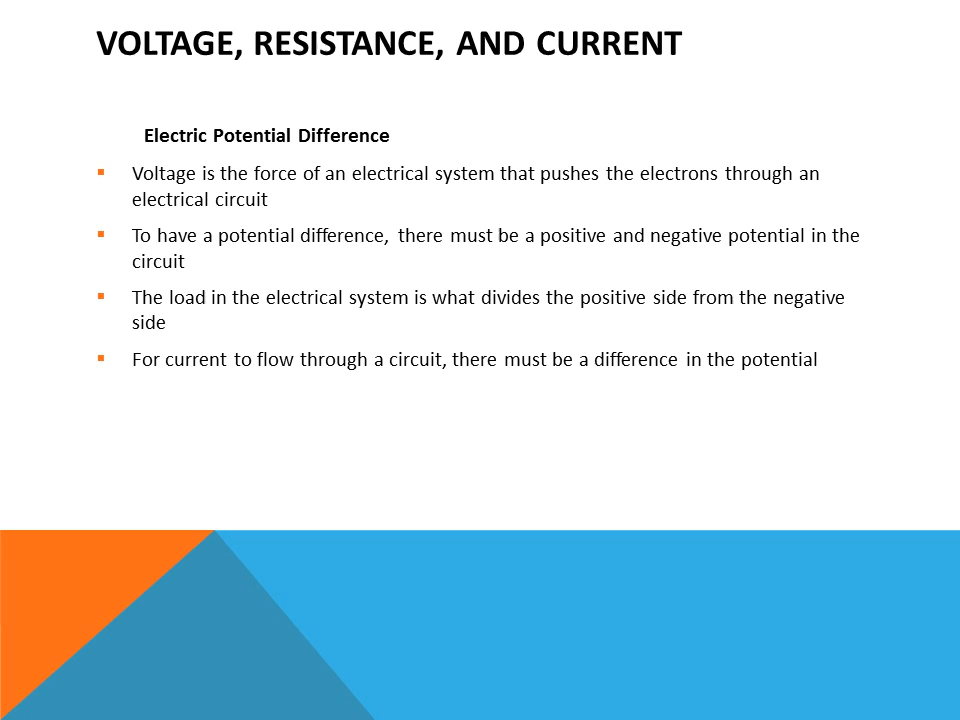 VOLTAGE, RESISTANCE, AND CURRENT
Electric Potential Difference
▪ Voltage is the force of an electrical system that pushes the electrons through an
electrical circuit
▪ To have a potential difference, there must be a positive and negative potential in the
circuit
▪ The load in the electrical system is what divides the positive side from the negative
side
▪ For current to flow through a circuit, there must be a difference in the potential